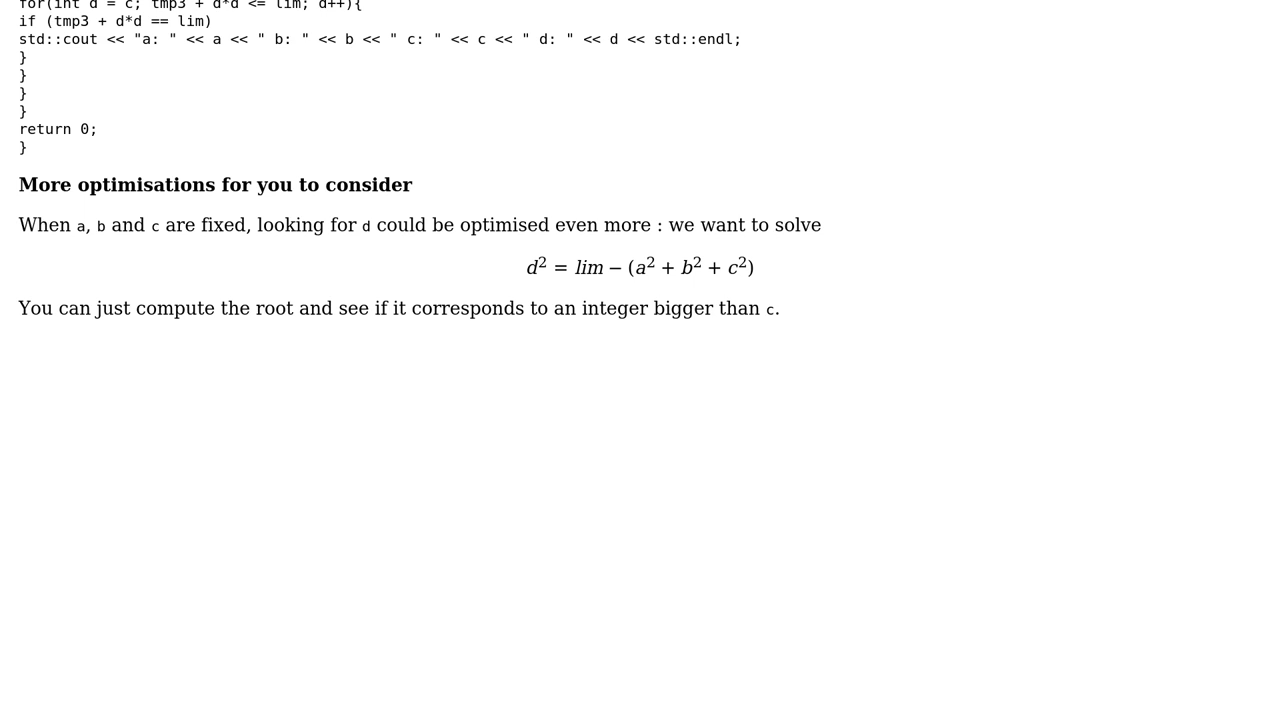 for(int d = c; tmp3 + d*d <= lim; d++){
if (tmp3 + d*d == lim)
std::cout << "a: " << a << " b: " << b << " c: " << c << " d: " << d << std::endl;
}
}
}
}
return 0;
}
More optimisations for you to consider
When a, b and c are fixed, looking for d could be optimised even more : we want to solve
d² = lim − (a² + b² + c²)
You can just compute the root and see if it corresponds to an integer bigger than c.